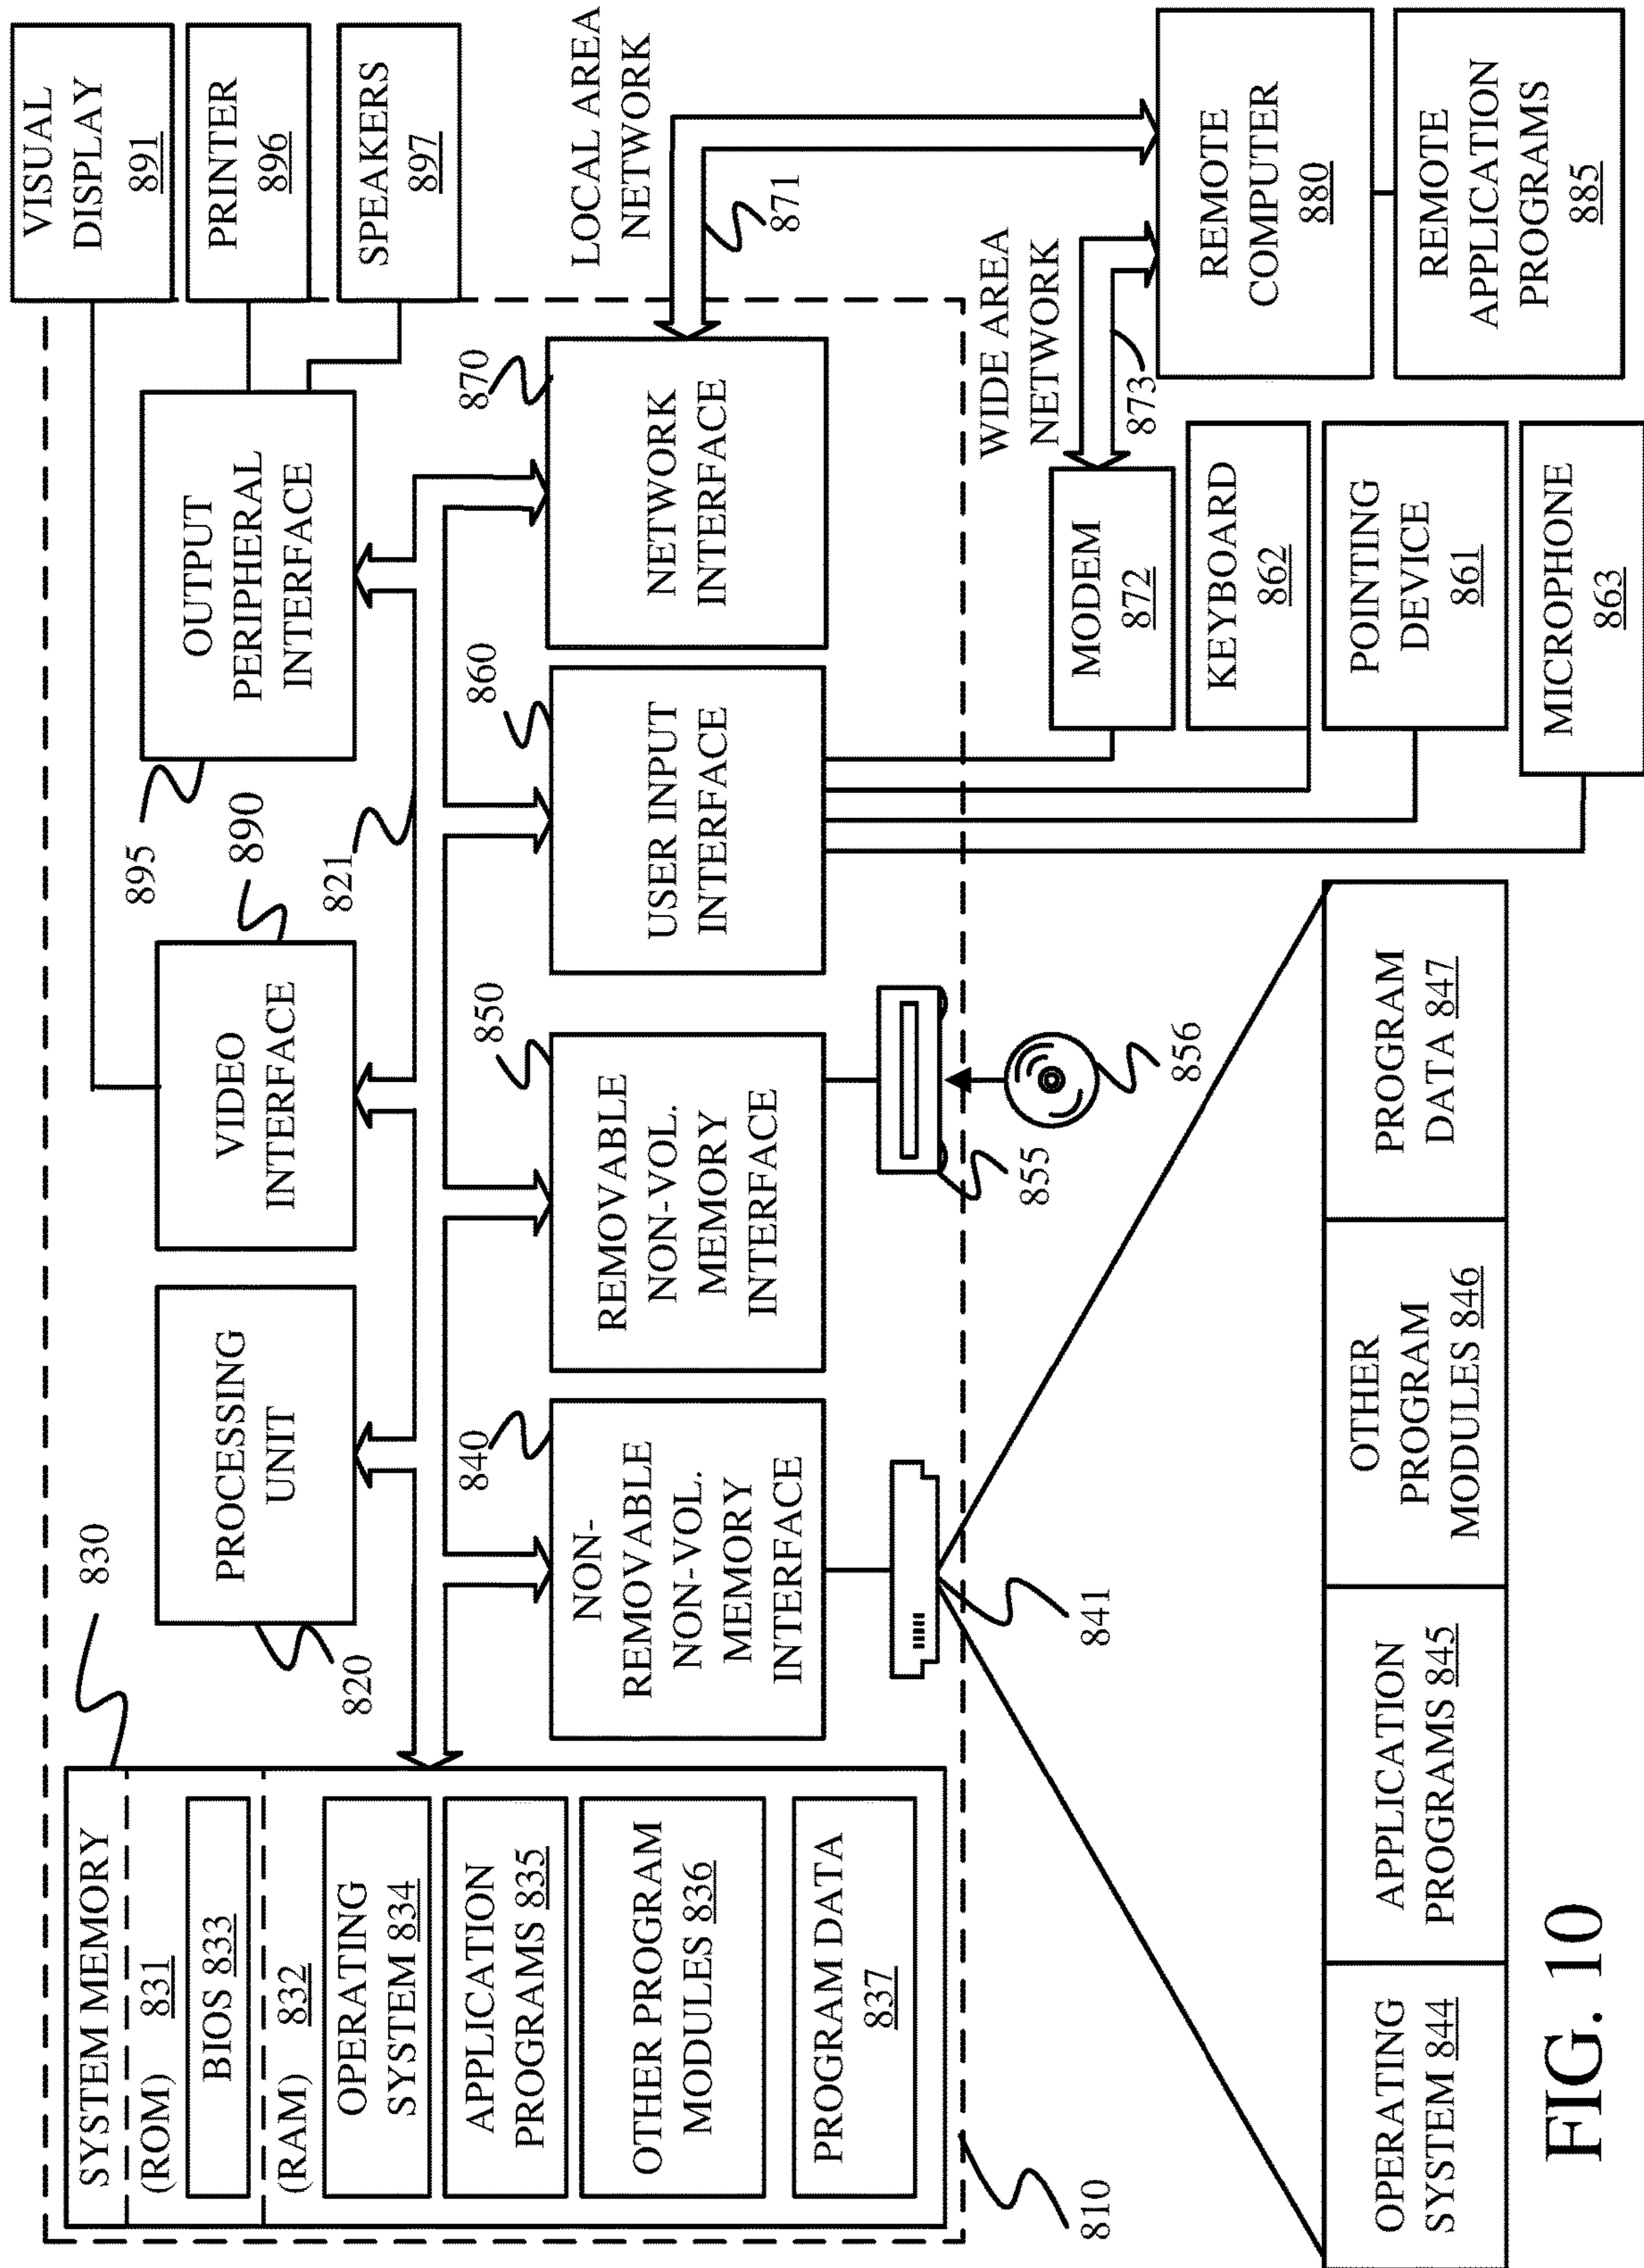 SYSTEM MEMORY
(ROM) 831
BIOS 833
(RAM) 832
OPERATING
SYSTEM 834
APPLICATION
PROGRAMS 835
OTHER PROGRAM
MODULES 836
PROGRAM DATA
837
810
830
PROCESSING
UNIT
820
VIDEO
INTERFACE
890
OUTPUT
PERIPHERAL
INTERFACE
895
821
VISUAL
DISPLAY
891
PRINTER
896
SPEAKERS
897
NON-
REMOVABLE
NON-VOL.
MEMORY
INTERFACE
840
REMOVABLE
NON-VOL.
MEMORY
INTERFACE
850
USER INPUT
INTERFACE
860
NETWORK
INTERFACE
870
LOCAL AREA
NETWORK
871
WIDE AREA
NETWORK
873
841
855
856
MODEM
872
KEYBOARD
862
POINTING
DEVICE
861
MICROPHONE
863
REMOTE
COMPUTER
880
REMOTE
APPLICATION
PROGRAMS
885
OPERATING
SYSTEM 844
APPLICATION
PROGRAMS 845
OTHER
PROGRAM
MODULES 846
PROGRAM
DATA 847
FIG. 10